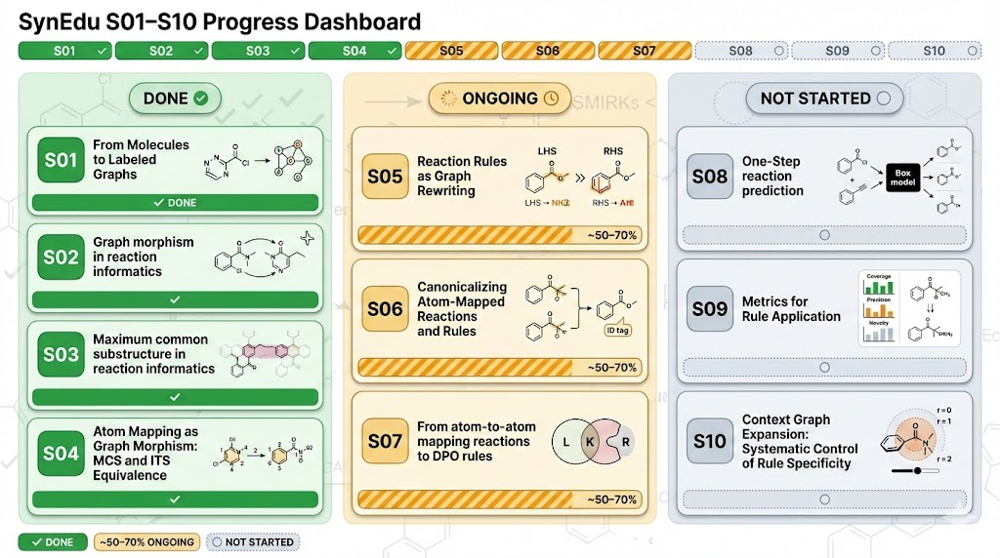 SynEdu S01–S10 Progress Dashboard
S01 ✓ S02 ✓ S03 ✓ S04 ✓ S05 S06 S07 S08 S09 S10
DONE
S01
From Molecules
to Labeled
Graphs
Cl
✓ DONE
S02
Graph morphism
in reaction
informatics
✓
S03
Maximum common
substructure in
reaction informatics
✓
S04
Atom Mapping as
Graph Morphism:
MCS and ITS
Equivalence
✓
ONGOING
SMIRKs <
S05
Reaction Rules
as Graph
Rewriting
LHS RHS
LHS → RHS →
~50–70%
S06
Canonicalizing
Atom-Mapped
Reactions
and Rules
ID tag
~50–70%
S07
From atom-to-atom
mapping reactions
to DPO rules
L K R
~50–70%
NOT STARTED
S08
One-Step
reaction
prediction
Box
model
S09
Metrics for
Rule Application
Coverage
Precision
Novelty
S10
Context Graph
Expansion:
Systematic Control
of Rule Specificity
r=0
r=1
r=2
✓ DONE
~50–70% ONGOING
NOT STARTED